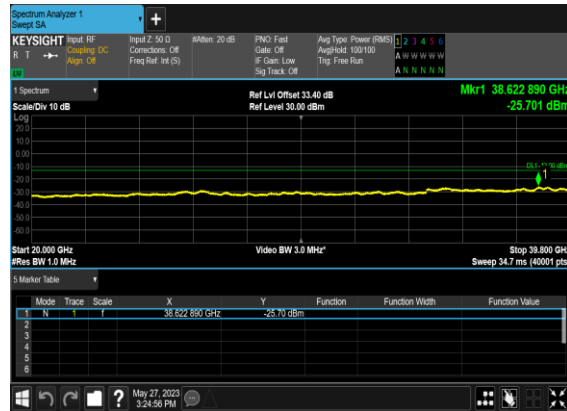 Spectrum Analyzer 1
Swept SA
+
KEYSIGHT Input: RF Input Z: 50 Ω #Atten: 20 dB PNO: Fast Avg Type: Power (RMS) 1 2 3 4 5 6
R T Coupling: DC Corrections: Off Gate: Off Avg|Hold: 100/100 A W W W W W
Align: Off Freq Ref: Int (S) IF Gain: Low Trig: Free Run
Sig Track: Off A N N N N N
1 Spectrum Ref Lvl Offset 33.40 dB Mkr1 38.622 890 GHz
Scale/Div 10 dB Ref Level 30.00 dBm -25.701 dBm
Log
20.0
10.0
0.00
-10.0
-20.0
1
-30.0
-40.0
-50.0
-60.0
Start 20.000 GHz Video BW 3.0 MHz* Stop 39.800 GHz
#Res BW 1.0 MHz Sweep 34.7 ms (40001 pts)
5 Marker Table
Mode Trace Scale X Y Function Function Width Function Value
1 N 1 f 38.622 890 GHz -25.70 dBm
2
3
4
5
6
? May 27, 2023
3:24:56 PM